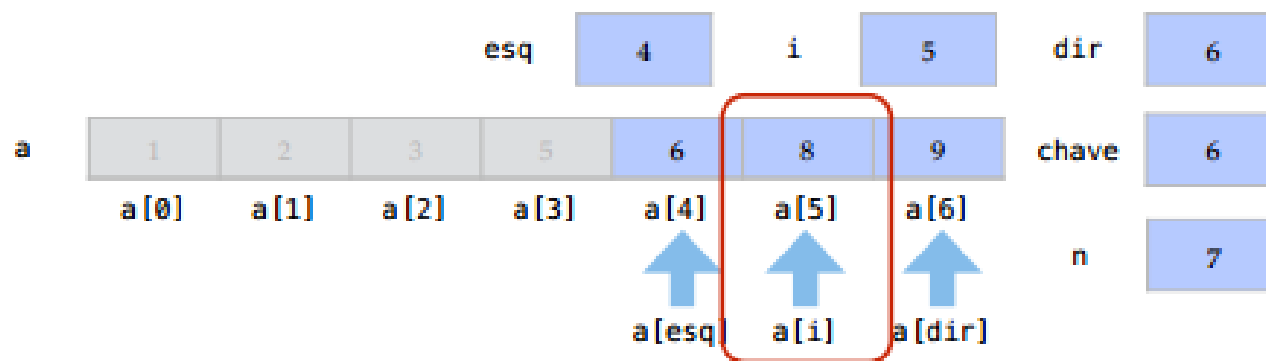 esq 4 i 5 dir 6
a 1 2 3 5 6 8 9 chave 6
a[0] a[1] a[2] a[3] a[4] a[5] a[6]
n 7
a[esq] a[i] a[dir]